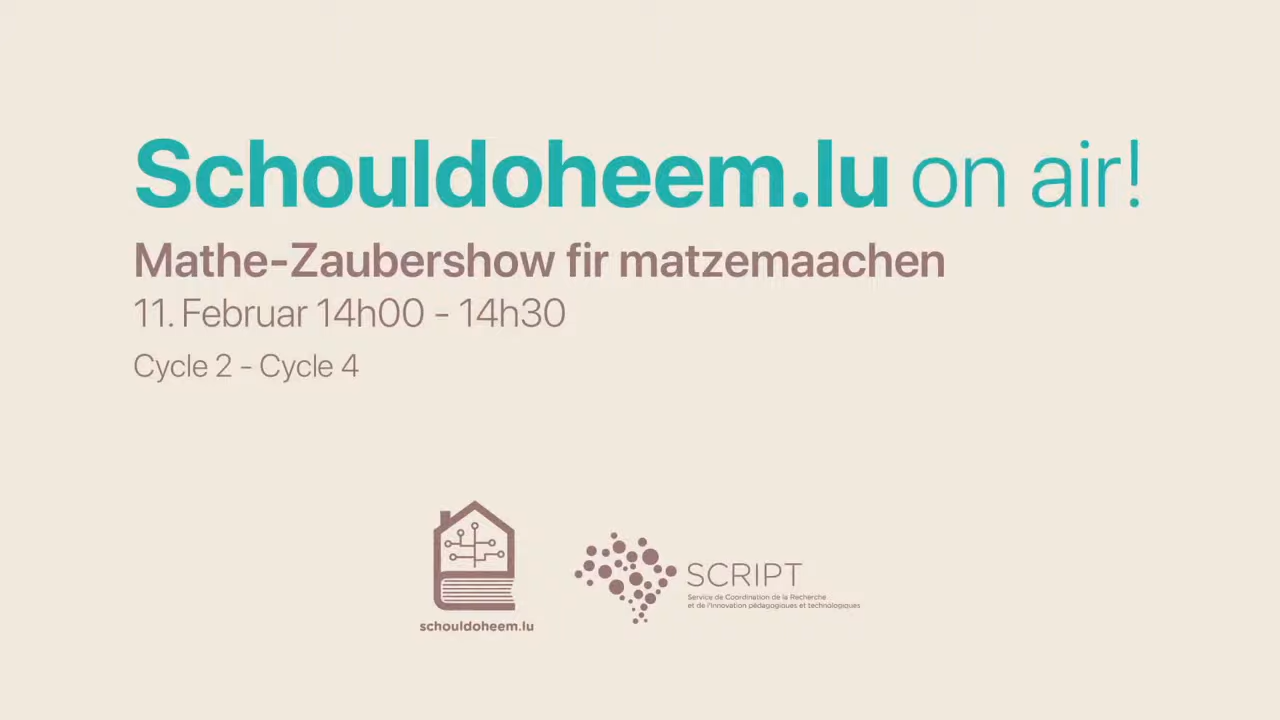 Schouldoheem.lu on air!
Mathe-Zaubershow fir matzemaachen
11. Februar 14h00 - 14h30
Cycle 2 - Cycle 4
schouldoheem.lu
SCRIPT
Service de Coordination de la Recherche
et de l'Innovation pédagogiques et technologiques